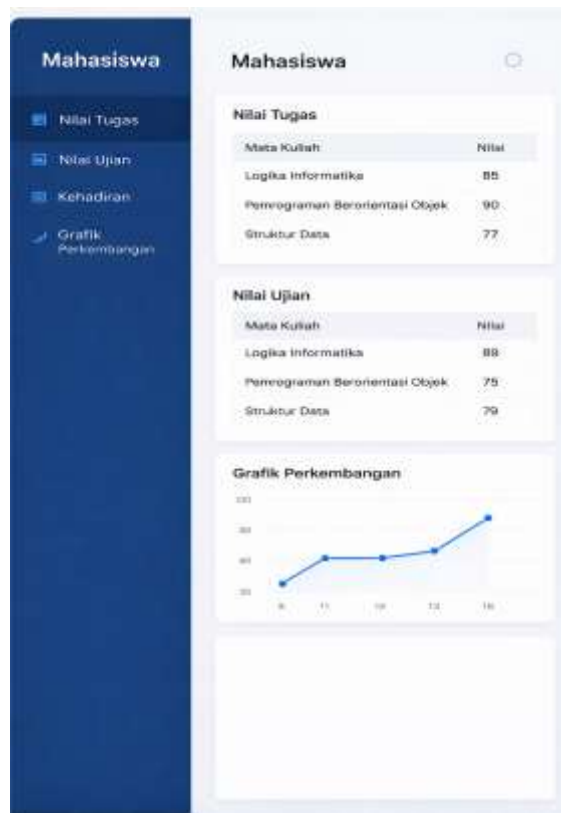 Mahasiswa
Nilai Tugas
Nilai Ujian
Kehadiran
Grafik
Perkembangan
Mahasiswa
Nilai Tugas
Mata Kuliah Nilai
Logika Informatika 85
Pemrograman Berorientasi Objek 90
Struktur Data 77
Nilai Ujian
Mata Kuliah Nilai
Logika Informatika
Pemrograman Berorientasi Objek 75
Struktur Data 79
Grafik Perkembangan
11